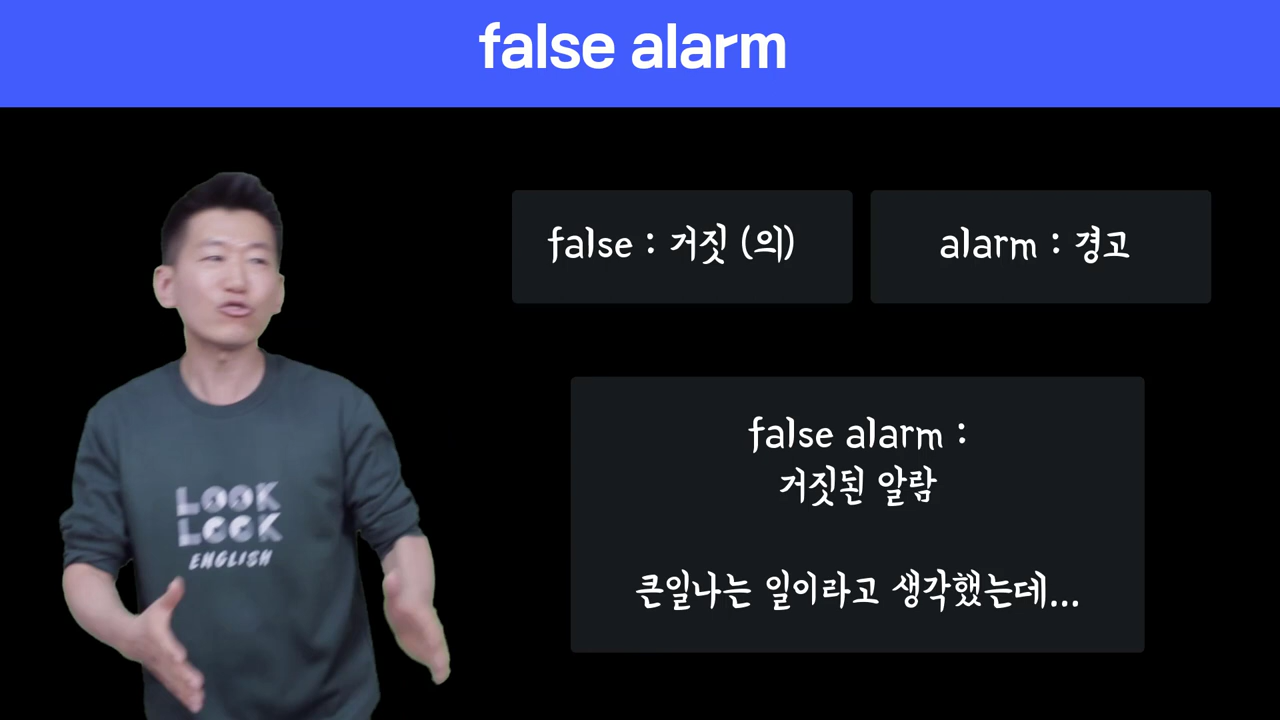 false alarm
false : 거짓 (의)
alarm : 경고
false alarm :
거짓된 알람
큰일나는 일이라고 생각했는데...
LOOK
LOOK
ENGLISH